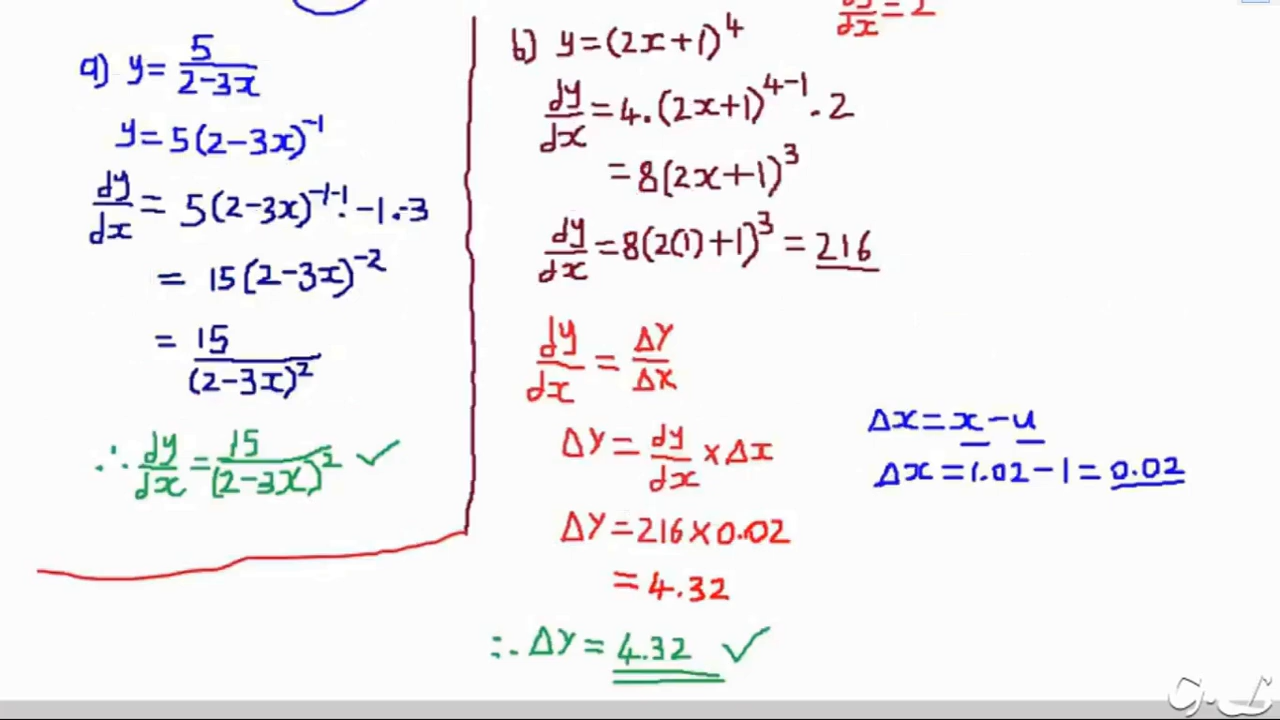 dy/dx = 2
a) y = 5/(2-3x)
y = 5(2-3x)^-1
dy/dx = 5(2-3x)^-1-1 · -1 · -3
= 15(2-3x)^-2
= 15/(2-3x)^2
∴ dy/dx = 15/(2-3x)^2 ✓
b) y = (2x+1)^4
dy/dx = 4.(2x+1)^4-1 . 2
= 8(2x+1)^3
dy/dx = 8(2(1)+1)^3 = 216
dy/dx = ΔY/ΔX
ΔY = dy/dx × Δx
ΔY = 216 × 0.02
= 4.32
∴ ΔY = 4.32 ✓
Δx = x - u
Δx = 1.02 - 1 = 0.02